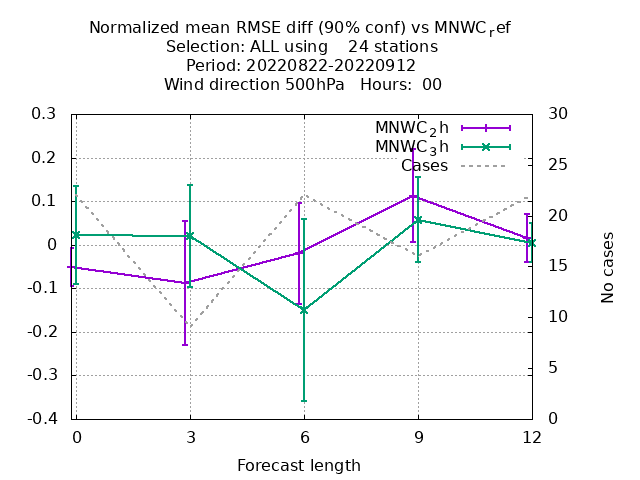 Normalized mean RMSE diff (90% conf) vs MNWC_ref
Selection: ALL using    24 stations
Period: 20220822-20220912
Wind direction 500hPa   Hours:  00
0.3
0.2
0.1
0
-0.1
-0.2
-0.3
-0.4
MNWC_2h
MNWC_3h
Cases
30
25
20
15
10
5
0
No cases
0 3 6 9 12
Forecast length